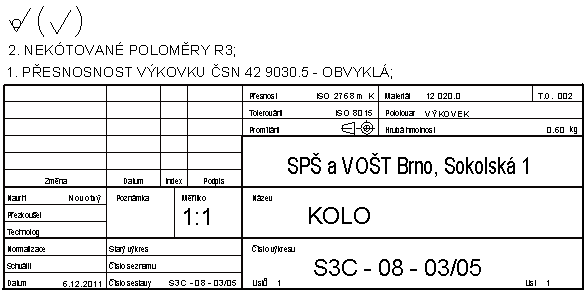 2. NEKÓTOVANÉ POLOMĚRY R3;
1. PŘESNOSNOST VÝKOVKU ČSN 42 9030.5 - OBVYKLÁ;
Přesnost ISO 2768 m K Materiál 12 020.0 T.O. 002
Tolerování ISO 8015 Polotovar VÝKOVEK
Promítání Hrubá hmotnost 0.60 kg
SPŠ a VOŠT Brno, Sokolská 1
Změna Datum Index Podpis
Navrhl Novotný Poznámka Měřítko Název
Přezkoušel 1:1 KOLO
Technolog
Normalizace Starý výkres Číslo výkresu
Schválil Číslo seznamu S3C - 08 - 03/05
Datum 6.12.2011 Číslo sestavy S3C - 08 - 03/05 Listů 1 List 1